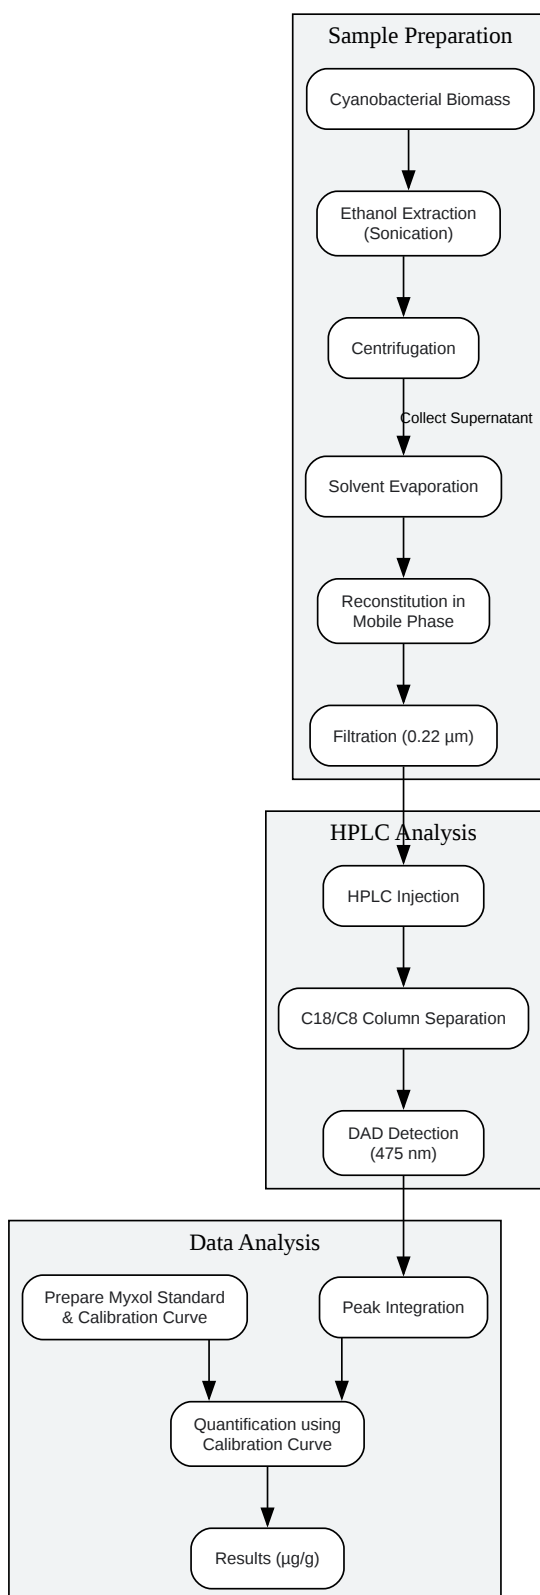 Sample Preparation
Cyanobacterial Biomass
Ethanol Extraction
(Sonication)
Centrifugation
Collect Supernatant
Solvent Evaporation
Reconstitution in
Mobile Phase
Filtration (0.22 µm)
HPLC Analysis
HPLC Injection
C18/C8 Column Separation
DAD Detection
(475 nm)
Data Analysis
Prepare Myxol Standard
& Calibration Curve
Peak Integration
Quantification using
Calibration Curve
Results (µg/g)